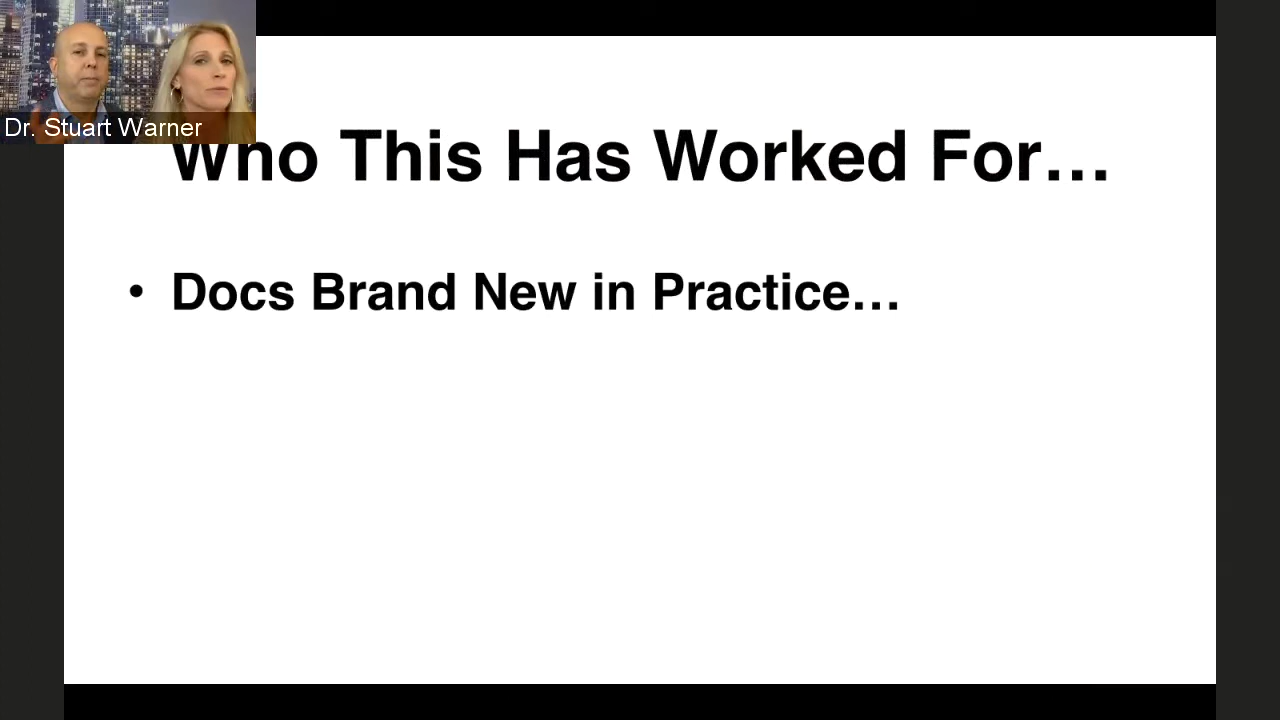 Dr. Stuart Warner
Who This Has Worked For…
• Docs Brand New in Practice…